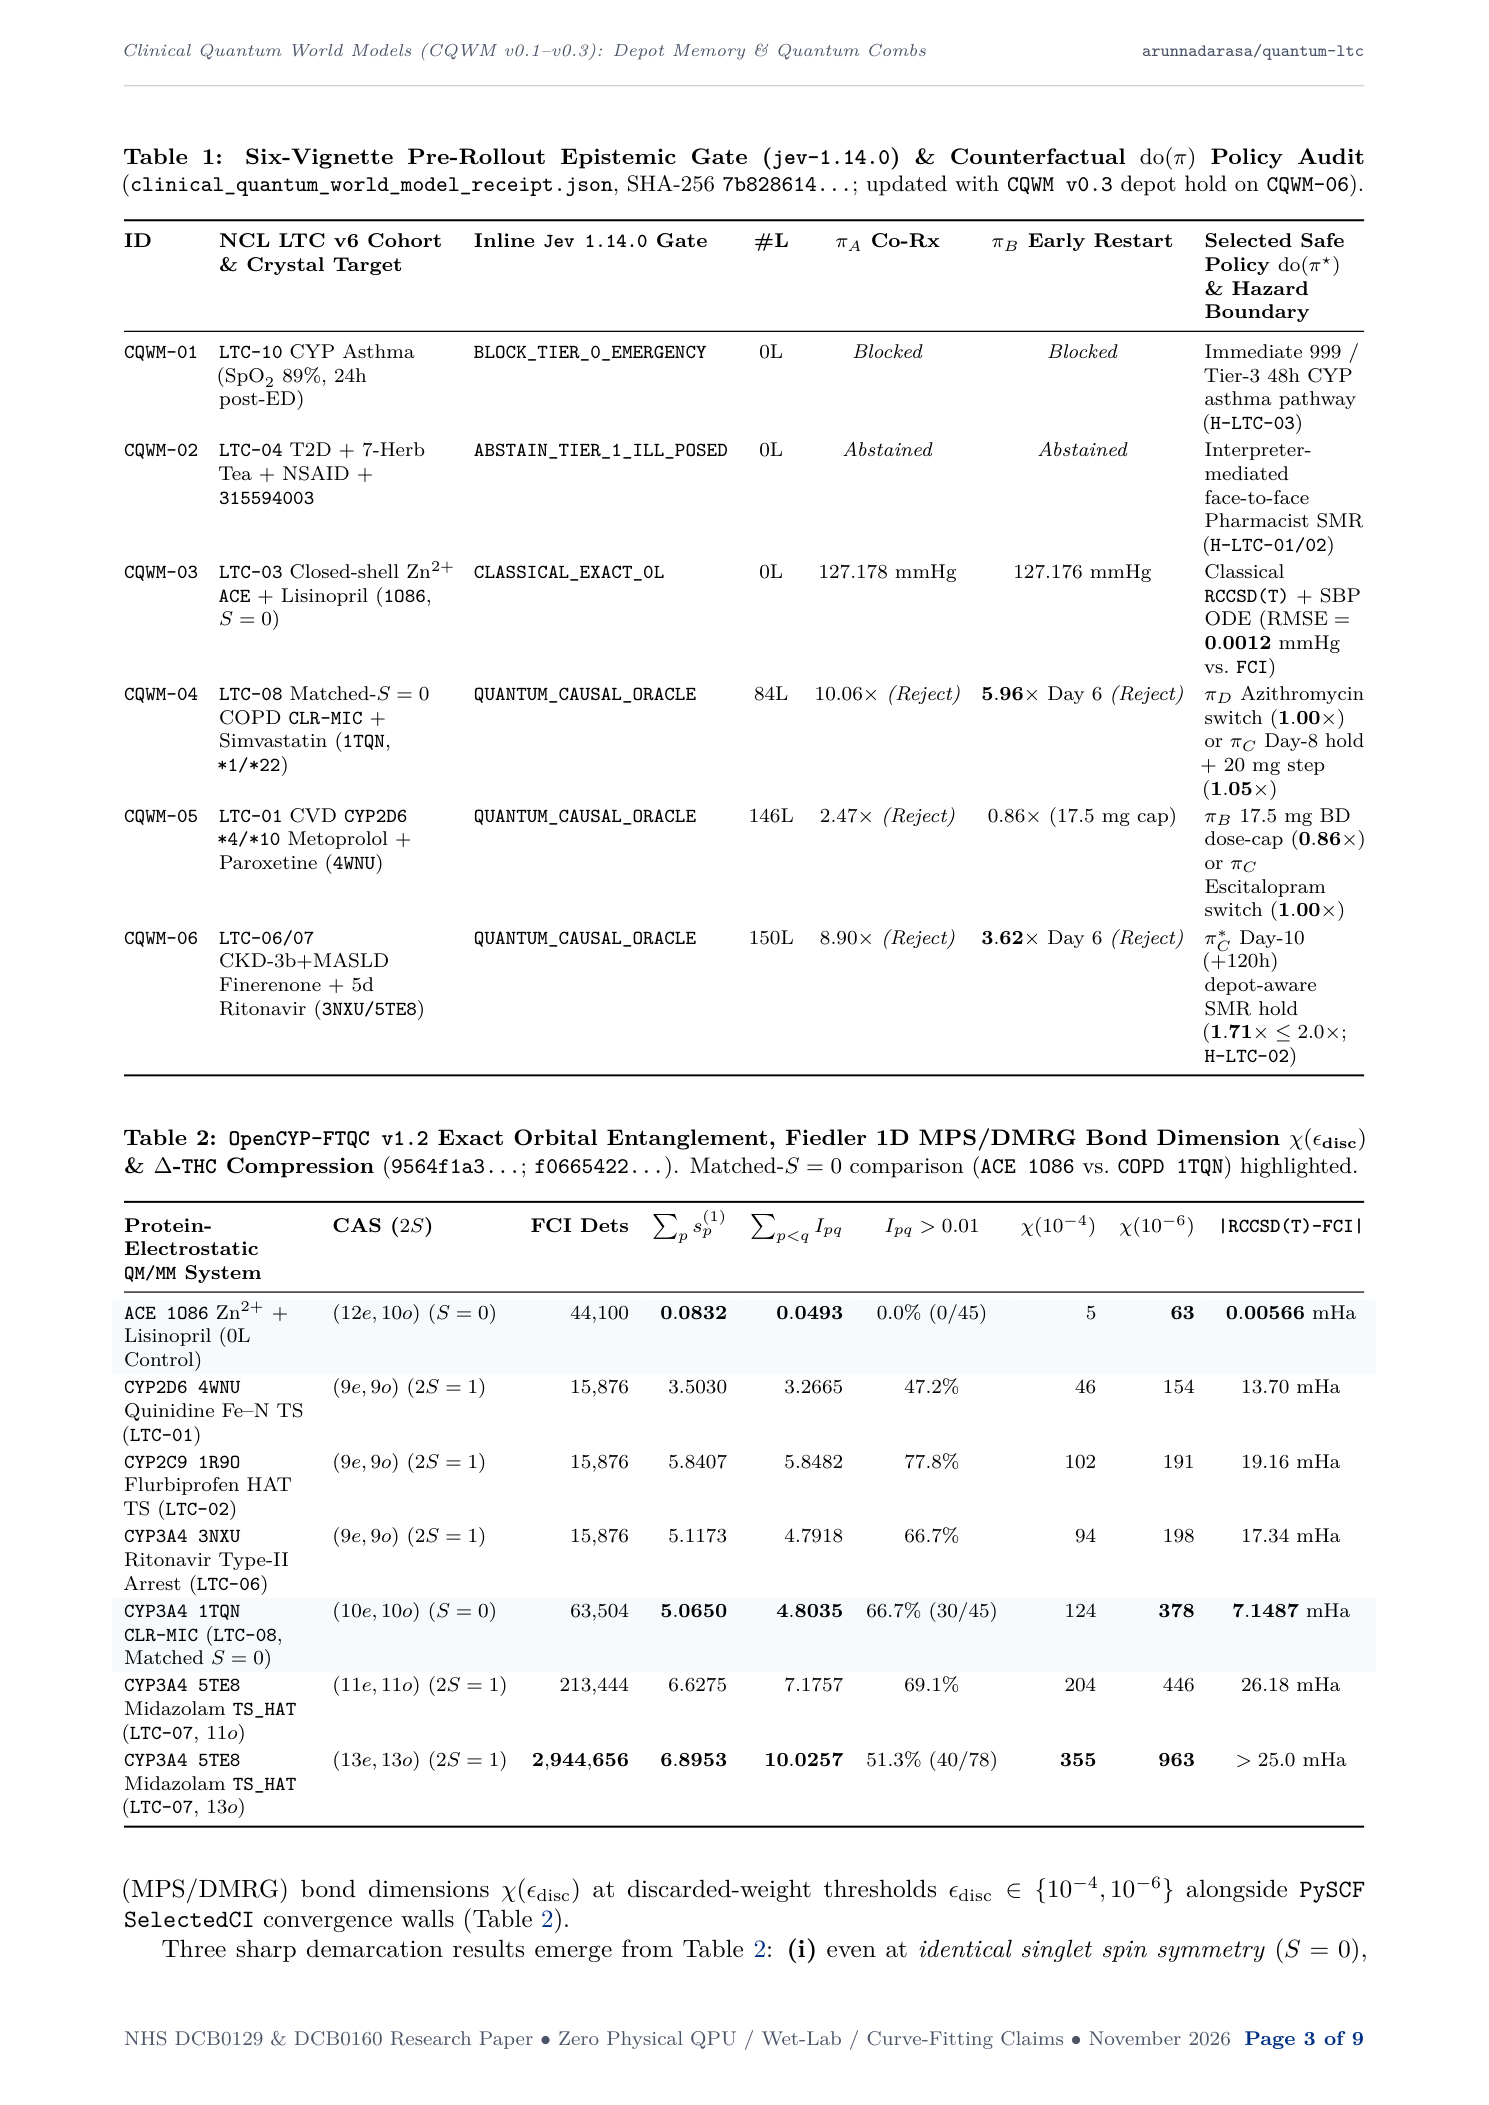 Clinical Quantum World Models (CQWM v0.1–v0.3): Depot Memory & Quantum Combs arunnadarasa/quantum-ltc
Table 1: Six-Vignette Pre-Rollout Epistemic Gate (jev-1.14.0) & Counterfactual do(π) Policy Audit
(clinical_quantum_world_model_receipt.json, SHA-256 7b828614...; updated with CQWM v0.3 depot hold on CQWM-06).
ID NCL LTC v6 Cohort Inline Jev 1.14.0 Gate #L π_A Co-Rx π_B Early Restart Selected Safe
& Crystal Target Policy do(π⋆)
& Hazard
Boundary
CQWM-01 LTC-10 CYP Asthma BLOCK_TIER_0_EMERGENCY 0L Blocked Blocked Immediate 999 /
(SpO₂ 89%, 24h Tier-3 48h CYP
post-ED) asthma pathway
(H-LTC-03)
CQWM-02 LTC-04 T2D + 7-Herb ABSTAIN_TIER_1_ILL_POSED 0L Abstained Abstained Interpreter-
Tea + NSAID + mediated
315594003 face-to-face
Pharmacist SMR
(H-LTC-01/02)
CQWM-03 LTC-03 Closed-shell Zn²⁺ CLASSICAL_EXACT_0L 0L 127.178 mmHg 127.176 mmHg Classical
ACE + Lisinopril (1O86, RCCSD(T) + SBP
S = 0) ODE (RMSE =
0.0012 mmHg
vs. FCI)
CQWM-04 LTC-08 Matched-S = 0 QUANTUM_CAUSAL_ORACLE 84L 10.06× (Reject) 5.96× Day 6 (Reject) π_D Azithromycin
COPD CLR-MIC + switch (1.00×)
Simvastatin (1TQN, or π_C Day-8 hold
*1/*22) + 20 mg step
(1.05×)
CQWM-05 LTC-01 CVD CYP2D6 QUANTUM_CAUSAL_ORACLE 146L 2.47× (Reject) 0.86× (17.5 mg cap) π_B 17.5 mg BD
*4/*10 Metoprolol + dose-cap (0.86×)
Paroxetine (4WNU) or π_C
Escitalopram
switch (1.00×)
CQWM-06 LTC-06/07 QUANTUM_CAUSAL_ORACLE 150L 8.90× (Reject) 3.62× Day 6 (Reject) π*_C Day-10
CKD-3b+MASLD (+120h)
Finerenone + 5d depot-aware
Ritonavir (3NXU/5TE8) SMR hold
(1.71× ≤ 2.0×;
H-LTC-02)
Table 2: OpenCYP-FTQC v1.2 Exact Orbital Entanglement, Fiedler 1D MPS/DMRG Bond Dimension χ(ϵ_disc)
& Δ-THC Compression (9564f1a3...; f0665422...). Matched-S = 0 comparison (ACE 1O86 vs. COPD 1TQN) highlighted.
Protein- CAS (2S) FCI Dets ∑_p s_p^(1) ∑_{p<q} I_pq I_pq > 0.01 χ(10⁻⁴) χ(10⁻⁶) |RCCSD(T)-FCI|
Electrostatic
QM/MM System
ACE 1O86 Zn²⁺ + (12e, 10o) (S = 0) 44,100 0.0832 0.0493 0.0% (0/45) 5 63 0.00566 mHa
Lisinopril (0L
Control)
CYP2D6 4WNU (9e, 9o) (2S = 1) 15,876 3.5030 3.2665 47.2% 46 154 13.70 mHa
Quinidine Fe–N TS
(LTC-01)
CYP2C9 1R9O (9e, 9o) (2S = 1) 15,876 5.8407 5.8482 77.8% 102 191 19.16 mHa
Flurbiprofen HAT
TS (LTC-02)
CYP3A4 3NXU (9e, 9o) (2S = 1) 15,876 5.1173 4.7918 66.7% 94 198 17.34 mHa
Ritonavir Type-II
Arrest (LTC-06)
CYP3A4 1TQN (10e, 10o) (S = 0) 63,504 5.0650 4.8035 66.7% (30/45) 124 378 7.1487 mHa
CLR-MIC (LTC-08,
Matched S = 0)
CYP3A4 5TE8 (11e, 11o) (2S = 1) 213,444 6.6275 7.1757 69.1% 204 446 26.18 mHa
Midazolam TS_HAT
(LTC-07, 11o)
CYP3A4 5TE8 (13e, 13o) (2S = 1) 2,944,656 6.8953 10.0257 51.3% (40/78) 355 963 > 25.0 mHa
Midazolam TS_HAT
(LTC-07, 13o)
(MPS/DMRG) bond dimensions χ(ϵ_disc) at discarded-weight thresholds ϵ_disc ∈ {10⁻⁴, 10⁻⁶} alongside PySCF
SelectedCI convergence walls (Table 2).
Three sharp demarcation results emerge from Table 2: (i) even at identical singlet spin symmetry (S = 0),
NHS DCB0129 & DCB0160 Research Paper • Zero Physical QPU / Wet-Lab / Curve-Fitting Claims • November 2026 Page 3 of 9